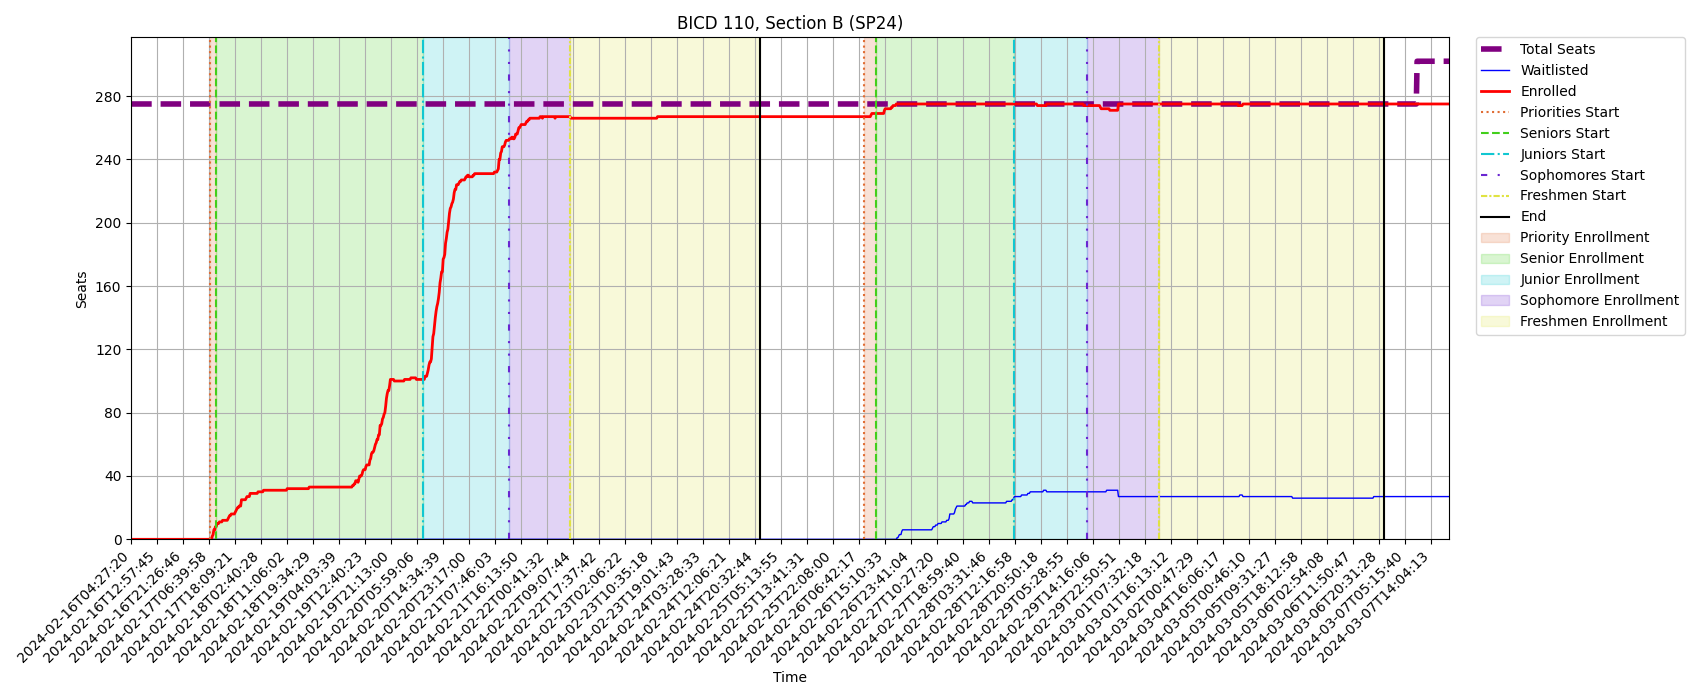 BICD 110, Section B (SP24)
Seats
280
240
200
160
120
80
40
0
2024-02-16T04:27:20
2024-02-16T12:57:45
2024-02-16T21:26:46
2024-02-17T06:39:58
2024-02-17T18:09:21
2024-02-18T02:40:28
2024-02-18T11:06:02
2024-02-18T19:34:29
2024-02-19T04:03:39
2024-02-19T12:40:23
2024-02-19T21:13:00
2024-02-20T05:59:06
2024-02-20T14:34:39
2024-02-20T23:17:00
2024-02-21T07:46:03
2024-02-21T16:13:50
2024-02-22T00:41:32
2024-02-22T09:07:44
2024-02-22T17:37:42
2024-02-23T02:06:22
2024-02-23T10:35:18
2024-02-23T19:01:43
2024-02-24T03:28:33
2024-02-24T12:06:21
2024-02-24T20:32:44
2024-02-25T05:13:55
2024-02-25T13:41:31
2024-02-25T22:08:00
2024-02-26T06:42:17
2024-02-26T15:10:33
2024-02-26T23:41:04
2024-02-27T10:27:20
2024-02-27T18:59:40
2024-02-28T03:31:46
2024-02-28T12:16:58
2024-02-28T20:50:18
2024-02-29T05:28:55
2024-02-29T14:16:06
2024-02-29T22:50:51
2024-03-01T07:32:18
2024-03-01T16:13:12
2024-03-02T00:47:29
2024-03-04T16:06:17
2024-03-05T00:46:10
2024-03-05T09:31:27
2024-03-05T18:12:58
2024-03-06T02:54:08
2024-03-06T11:50:47
2024-03-06T20:31:28
2024-03-07T05:15:40
2024-03-07T14:04:13
Time
Total Seats
Waitlisted
Enrolled
Priorities Start
Seniors Start
Juniors Start
Sophomores Start
Freshmen Start
End
Priority Enrollment
Senior Enrollment
Junior Enrollment
Sophomore Enrollment
Freshmen Enrollment